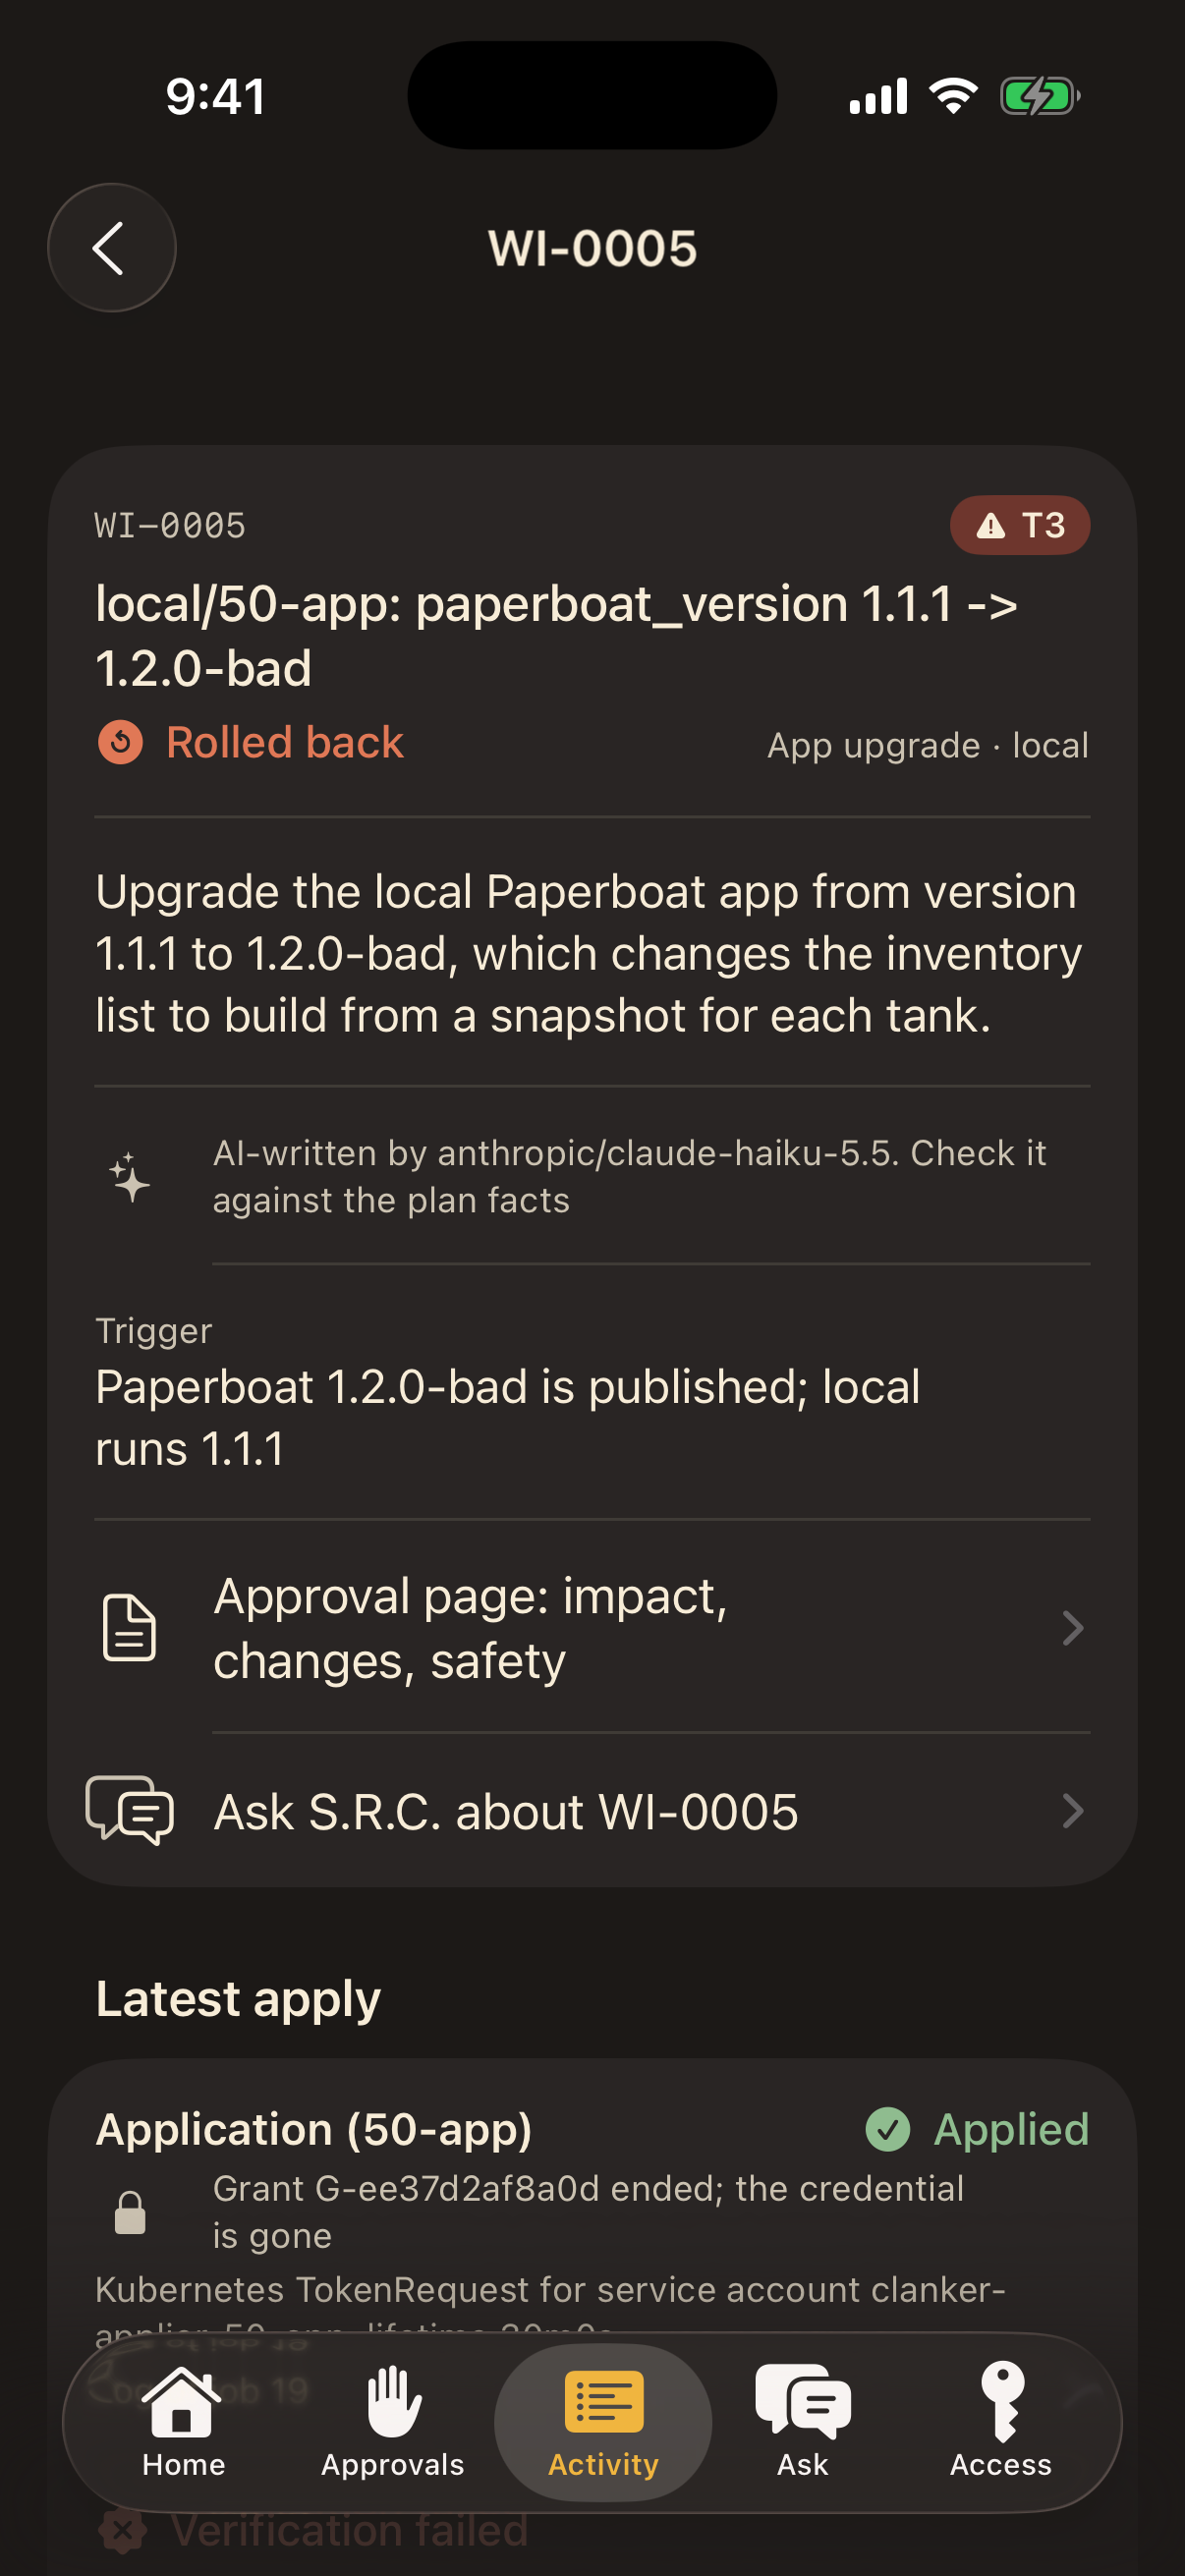 9:41
WI-0005
WI-0005
T3
local/50-app: paperboat_version 1.1.1 ->
1.2.0-bad
Rolled back
App upgrade · local
Upgrade the local Paperboat app from version
1.1.1 to 1.2.0-bad, which changes the inventory
list to build from a snapshot for each tank.
AI-written by anthropic/claude-haiku-5.5. Check it
against the plan facts
Trigger
Paperboat 1.2.0-bad is published; local
runs 1.1.1
Approval page: impact,
changes, safety
Ask S.R.C. about WI-0005
Latest apply
Application (50-app)
Applied
Grant G-ee37d2af8a0d ended; the credential
is gone
Kubernetes TokenRequest for service account clanker-
Home
Approvals
Activity
Ask
Access
Verification failed